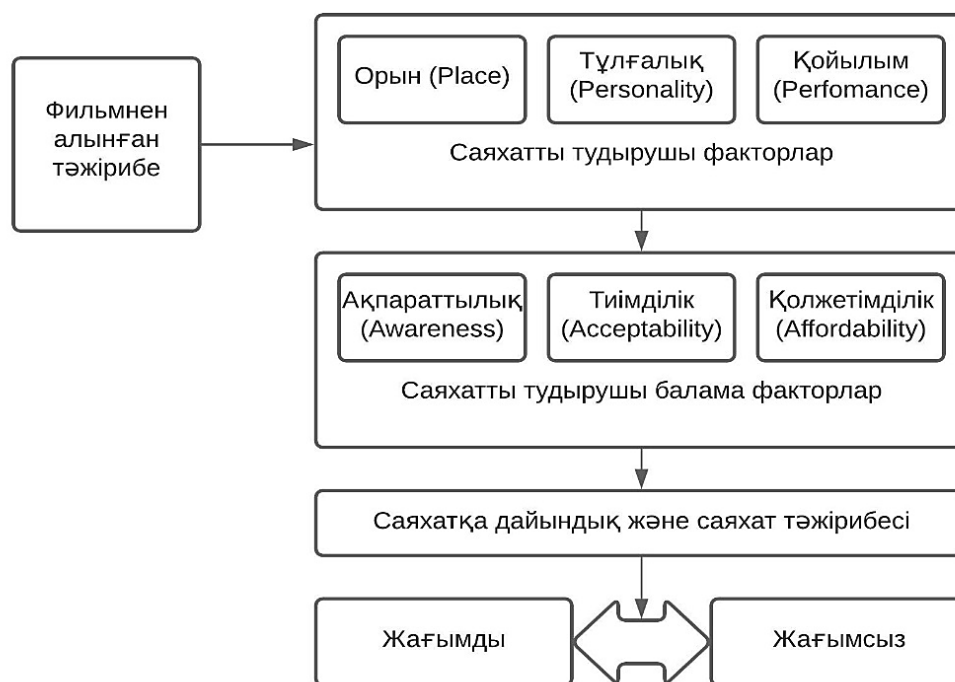 Фильмнен
алынған
тәжірибе
Орын (Place)
Тұлғалық
(Personality)
Қойылым
(Perfomance)
Саяхатты тудырушы факторлар
Ақпараттылық
(Awareness)
Тиімділік
(Acceptability)
Қолжетімділік
(Affordability)
Саяхатты тудырушы балама факторлар
Саяхатқа дайындық және саяхат тәжірибесі
Жағымды
Жағымсыз